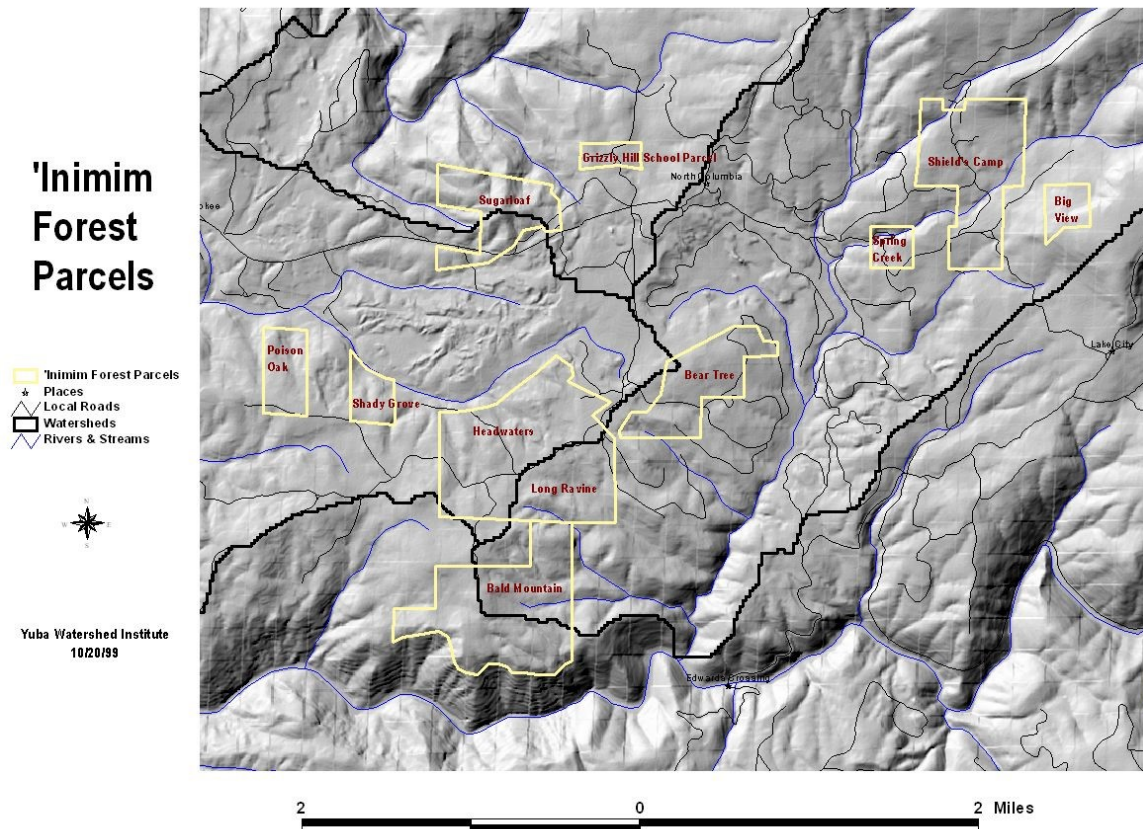 'Inimim
Forest
Parcels
'Inimim Forest Parcels
Places
Local Roads
Watersheds
Rivers & Streams
N
W E
S
Yuba Watershed Institute
10/20/99
Grizzly Hill School Parcel
North Columbia
Shield's Camp
Sugarloaf
Big
View
Spring
Creek
Lake City
Poison
Oak
Bear Tree
Shady Grove
Headwaters
Long Ravine
Bald Mountain
Edwards Crossing
2 0 2 Miles